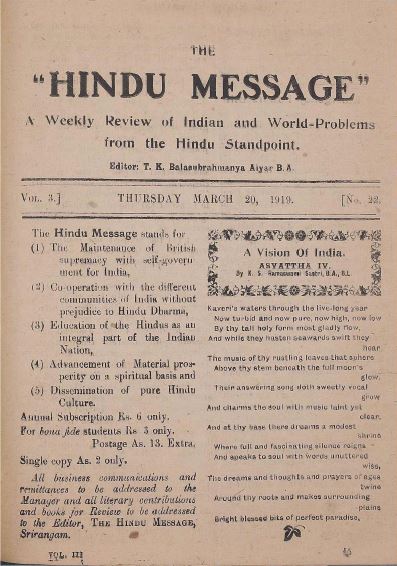 THE
"HINDU MESSAGE"
A Weekly Review of Indian and World-Problems
from the Hindu Standpoint.
Editor: T. K. Balasubrahmanya Aiyar B.A.
VOL. 3.] THURSDAY MARCH 20, 1919. [No. 22.
The Hindu Message stands for
(1) The Maintenance of British
supremacy with self-govern-
ment for India,
(2) Co-operation with the different
communities of India without
prejudice to Hindu Dharma,
(3) Education of the Hindus as an
integral part of the Indian
Nation,
(4) Advancement of Material pros-
perity on a spiritual basis and
(5) Dissemination of pure Hindu
Culture.
Annual Subscription Rs. 6 only.
For bona fide students Rs 5 only.
Postage As. 13. Extra.
Single copy As. 2 only.
All business communications and
remittances to be addressed to the
Manager and all literary contributions
and books for Review to be addressed
to the Editor, THE HINDU MESSAGE,
Srirangam.
A Vision Of India.
ASVATTHA IV.
By K. S. Ramaswami Sastri, B.A., B.L.
Kaveri's waters through the live-long year
Now turbid and now pure, now high, now low
By thy tall holy form most gladly flow,
And while they hasten seawards swift they
hear
The music of thy rustling leaves that sphere
Above thy stem beneath the full moon's
glow.
Their answering song doth sweetly vocal
grow
And charms the soul with music faint yet
clear.
And at thy base there dreams a modest
shrine
Where full and fascinating silence reigns
And speaks to soul with words unuttered
wise,
The dreams and thoughts and prayers of ages
twine
Around thy roots and makes surrounding
plains
Bright blessed bits of perfect paradise,
VOL. III